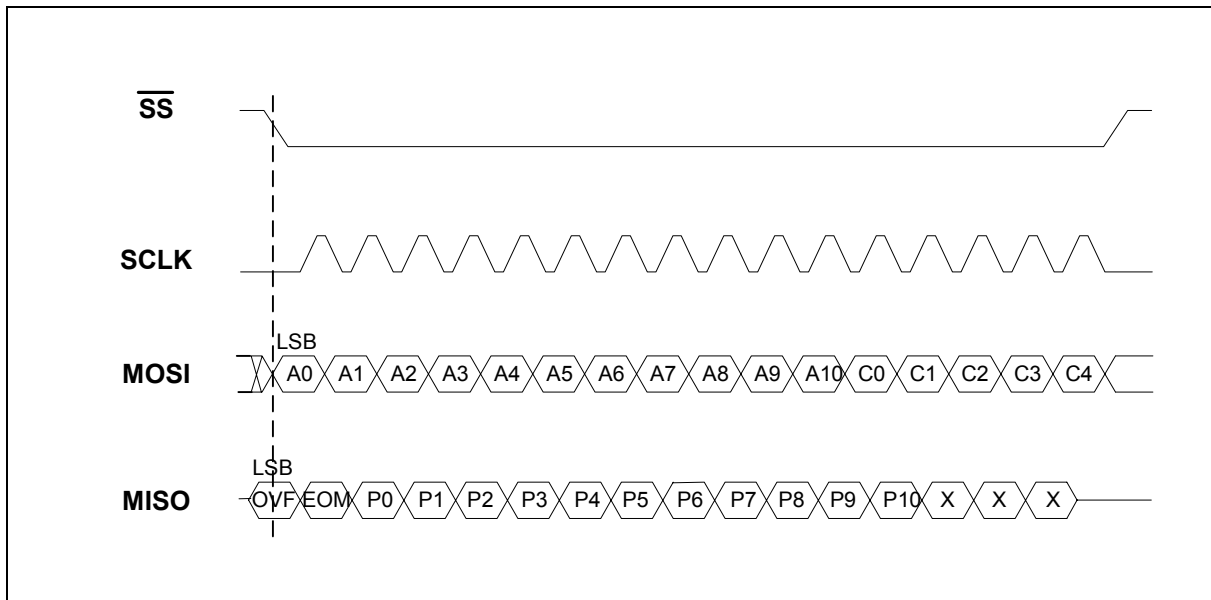 SS
SCLK
LSB
MOSI A0 A1 A2 A3 A4 A5 A6 A7 A8 A9 A10 C0 C1 C2 C3 C4
LSB
MISO OVF EOM P0 P1 P2 P3 P4 P5 P6 P7 P8 P9 P10 X X X